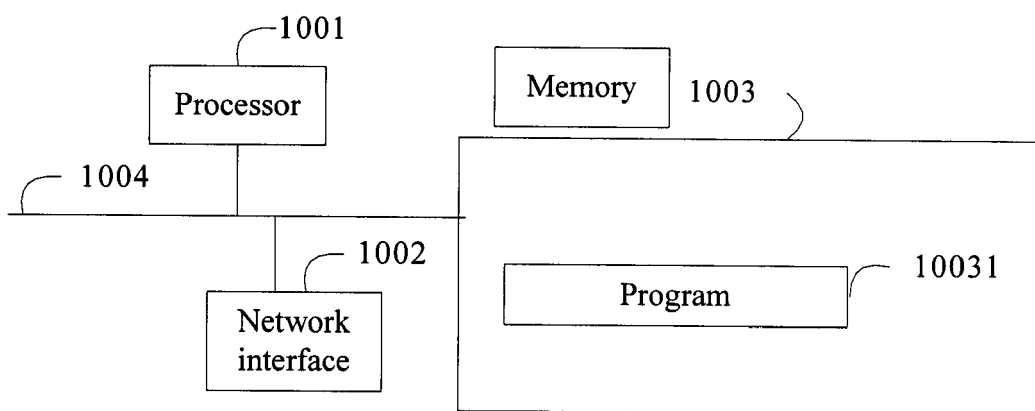 1001
Processor
Memory
1003
1004
1002
10031
Program
Network
interface